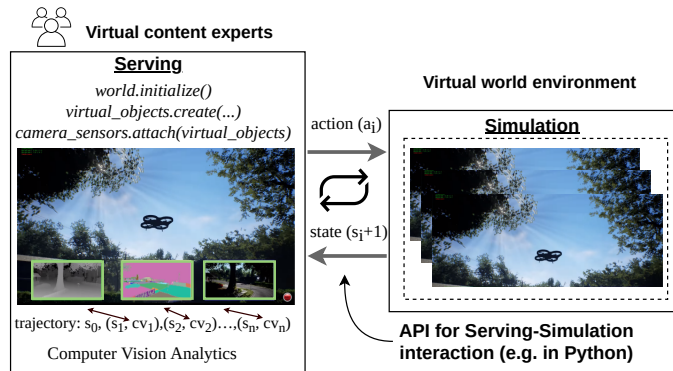 Virtual content experts
Serving
world.initialize()
virtual_objects.create(...)
camera_sensors.attach(virtual_objects)
trajectory: s0, (s1, cv1),(s2, cv2)…,(sn, cvn)
Computer Vision Analytics
action (ai)
state (si+1)
Virtual world environment
Simulation
API for Serving-Simulation
interaction (e.g. in Python)